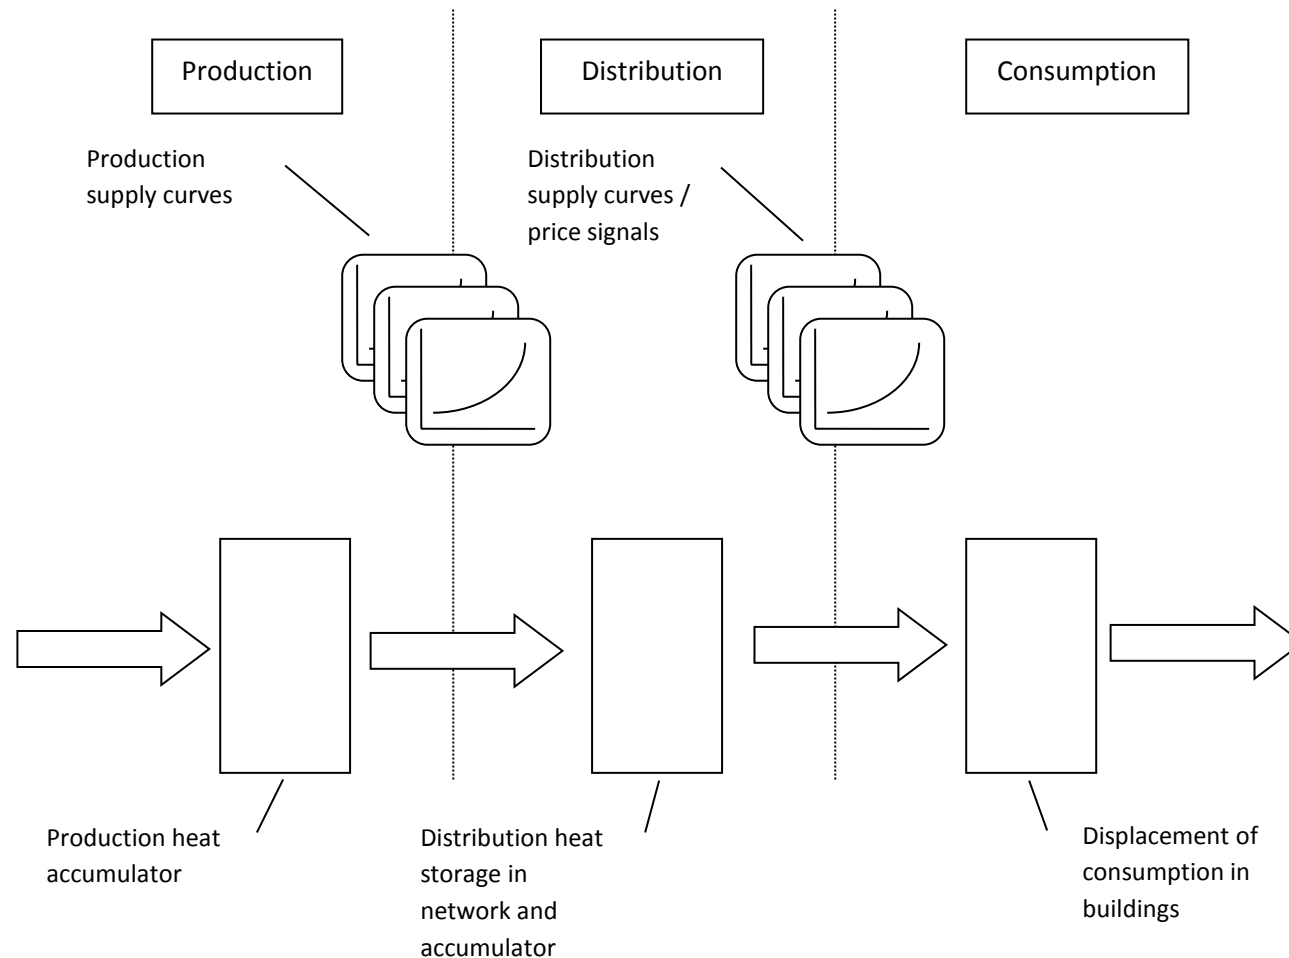 Production
Distribution
Consumption
Production
supply curves
Distribution
supply curves /
price signals
Production heat
accumulator
Distribution heat
storage in
network and
accumulator
Displacement of
consumption in
buildings